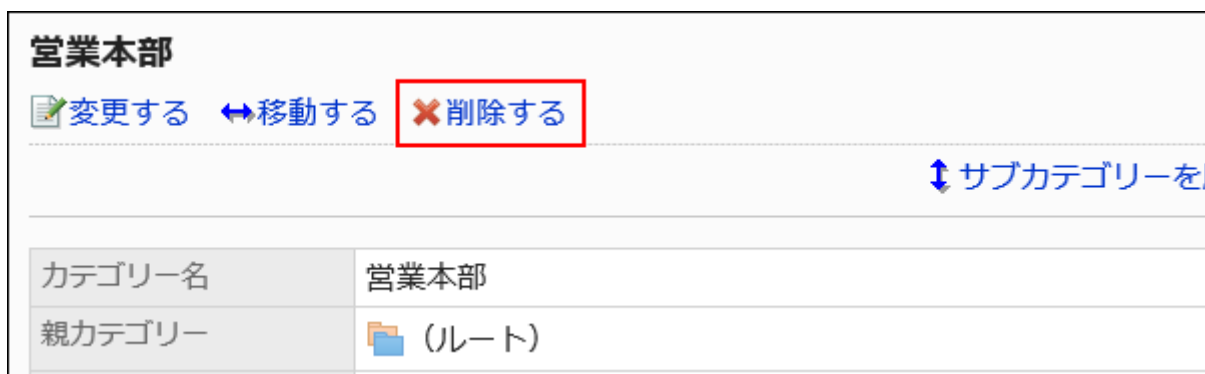 営業本部
変更する 移動する 削除する
サブカテゴリーを
カテゴリー名 営業本部
親カテゴリー (ルート)